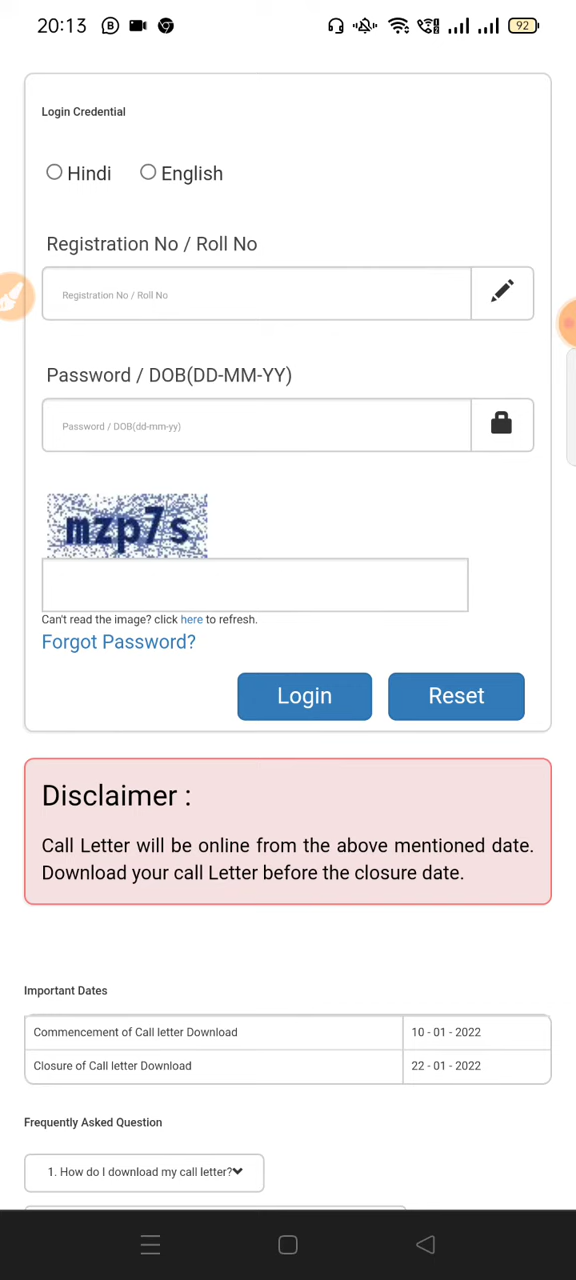 20:13
92
Login Credential
Hindi English
Registration No / Roll No
Registration No / Roll No
Password / DOB(DD-MM-YY)
Password / DOB(dd-mm-yy)
mzp7s
Can't read the image? click here to refresh.
Forgot Password?
Login Reset
Disclaimer :
Call Letter will be online from the above mentioned date.
Download your call Letter before the closure date.
Important Dates
Commencement of Call letter Download 10 - 01 - 2022
Closure of Call letter Download 22 - 01 - 2022
Frequently Asked Question
1. How do I download my call letter?